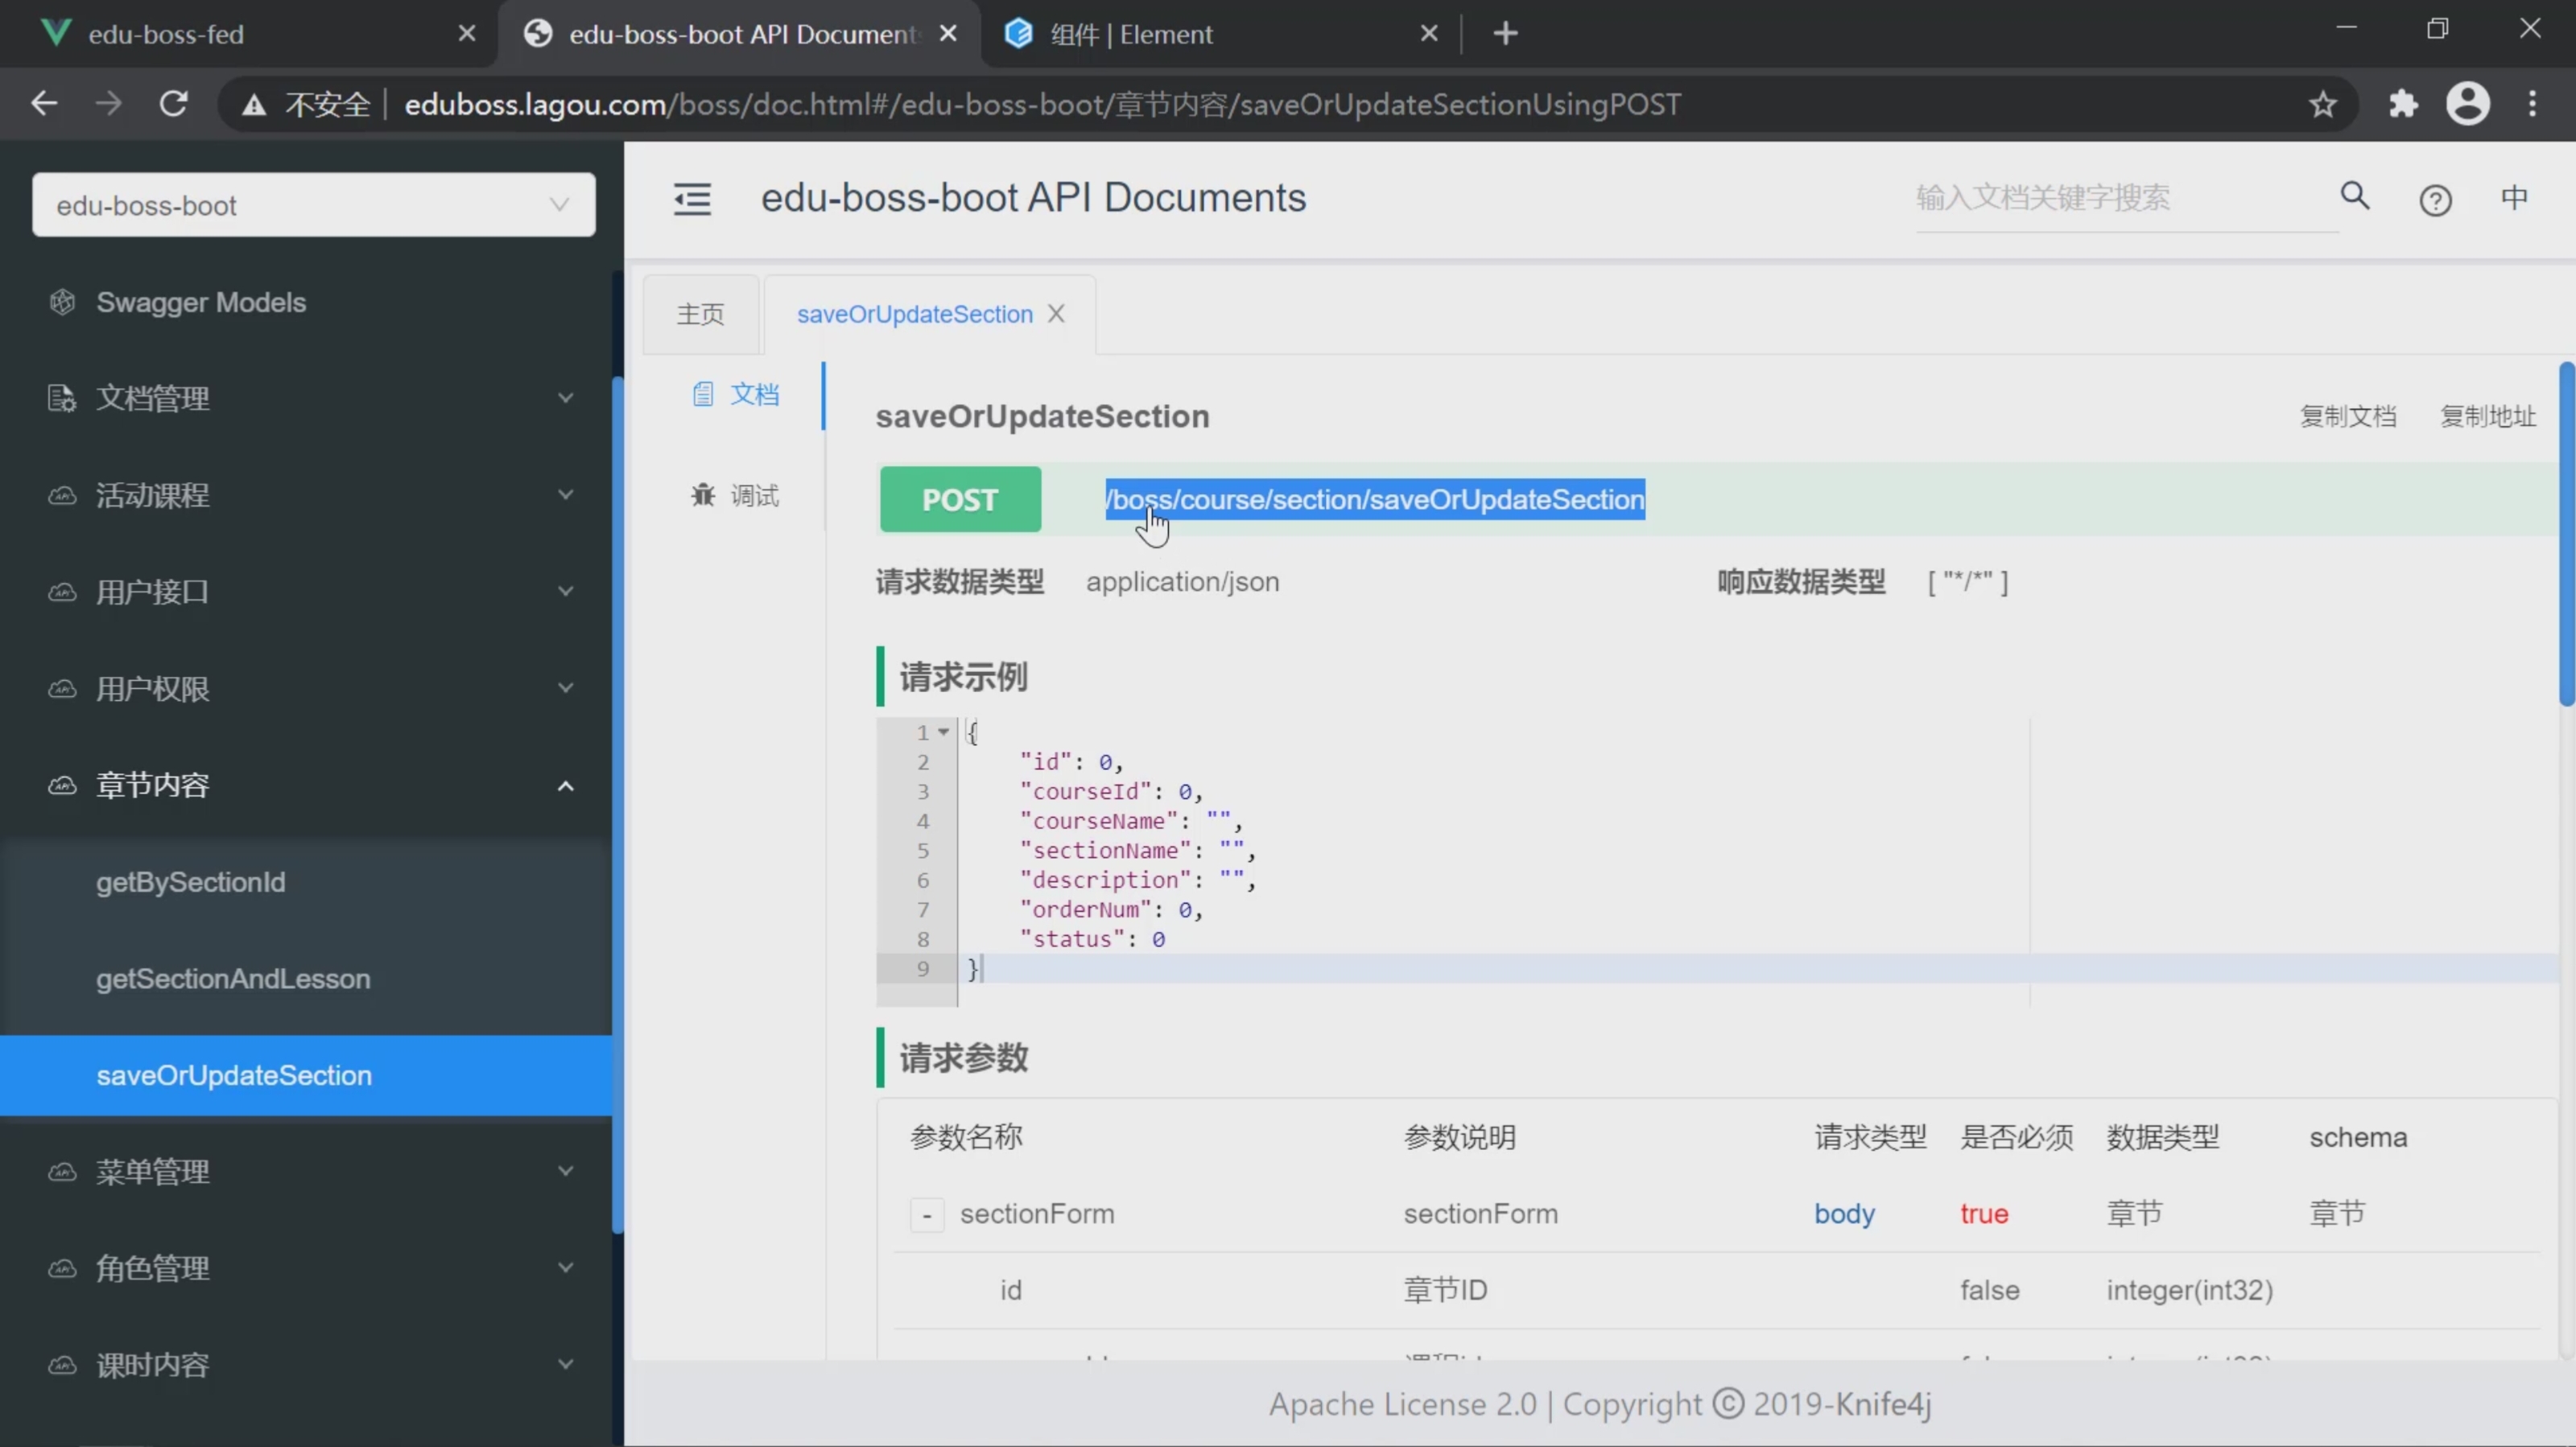 edu-boss-fed
edu-boss-boot API Document
组件 | Element
不安全 | eduboss.lagou.com/boss/doc.html#/edu-boss-boot/章节内容/saveOrUpdateSectionUsingPOST
edu-boss-boot
Swagger Models
文档管理
活动课程
用户接口
用户权限
章节内容
getBySectionId
getSectionAndLesson
saveOrUpdateSection
菜单管理
角色管理
课时内容
edu-boss-boot API Documents
输入文档关键字搜索
中
主页
saveOrUpdateSection
文档
调试
saveOrUpdateSection
复制文档 复制地址
POST /boss/course/section/saveOrUpdateSection
请求数据类型 application/json 响应数据类型 [ "*/*" ]
请求示例
1 {
2 "id": 0,
3 "courseId": 0,
4 "courseName": "",
5 "sectionName": "",
6 "description": "",
7 "orderNum": 0,
8 "status": 0
9 }
请求参数
参数名称 参数说明 请求类型 是否必须 数据类型 schema
- sectionForm sectionForm body true 章节 章节
id 章节ID false integer(int32)
Apache License 2.0 | Copyright © 2019-Knife4j